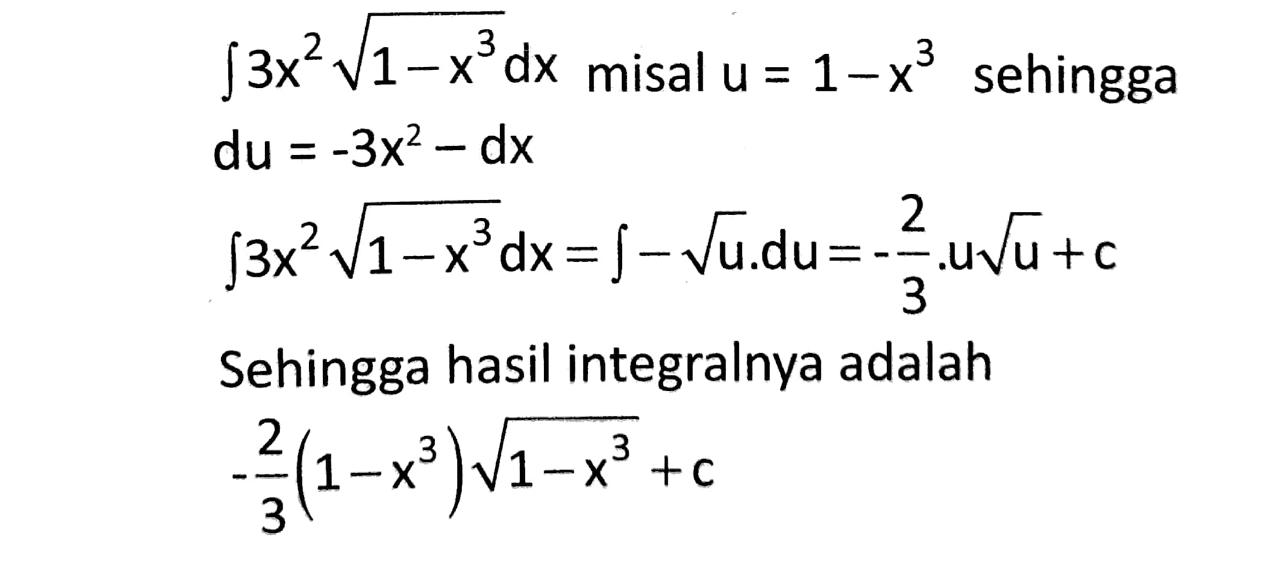 ∫3x²√(1−x³)dx misal u = 1−x³ sehingga
du = -3x² − dx
∫3x²√(1−x³)dx=∫−√u.du=-2/3.u√u+c
Sehingga hasil integralnya adalah
-2/3(1−x³)√(1−x³) +c